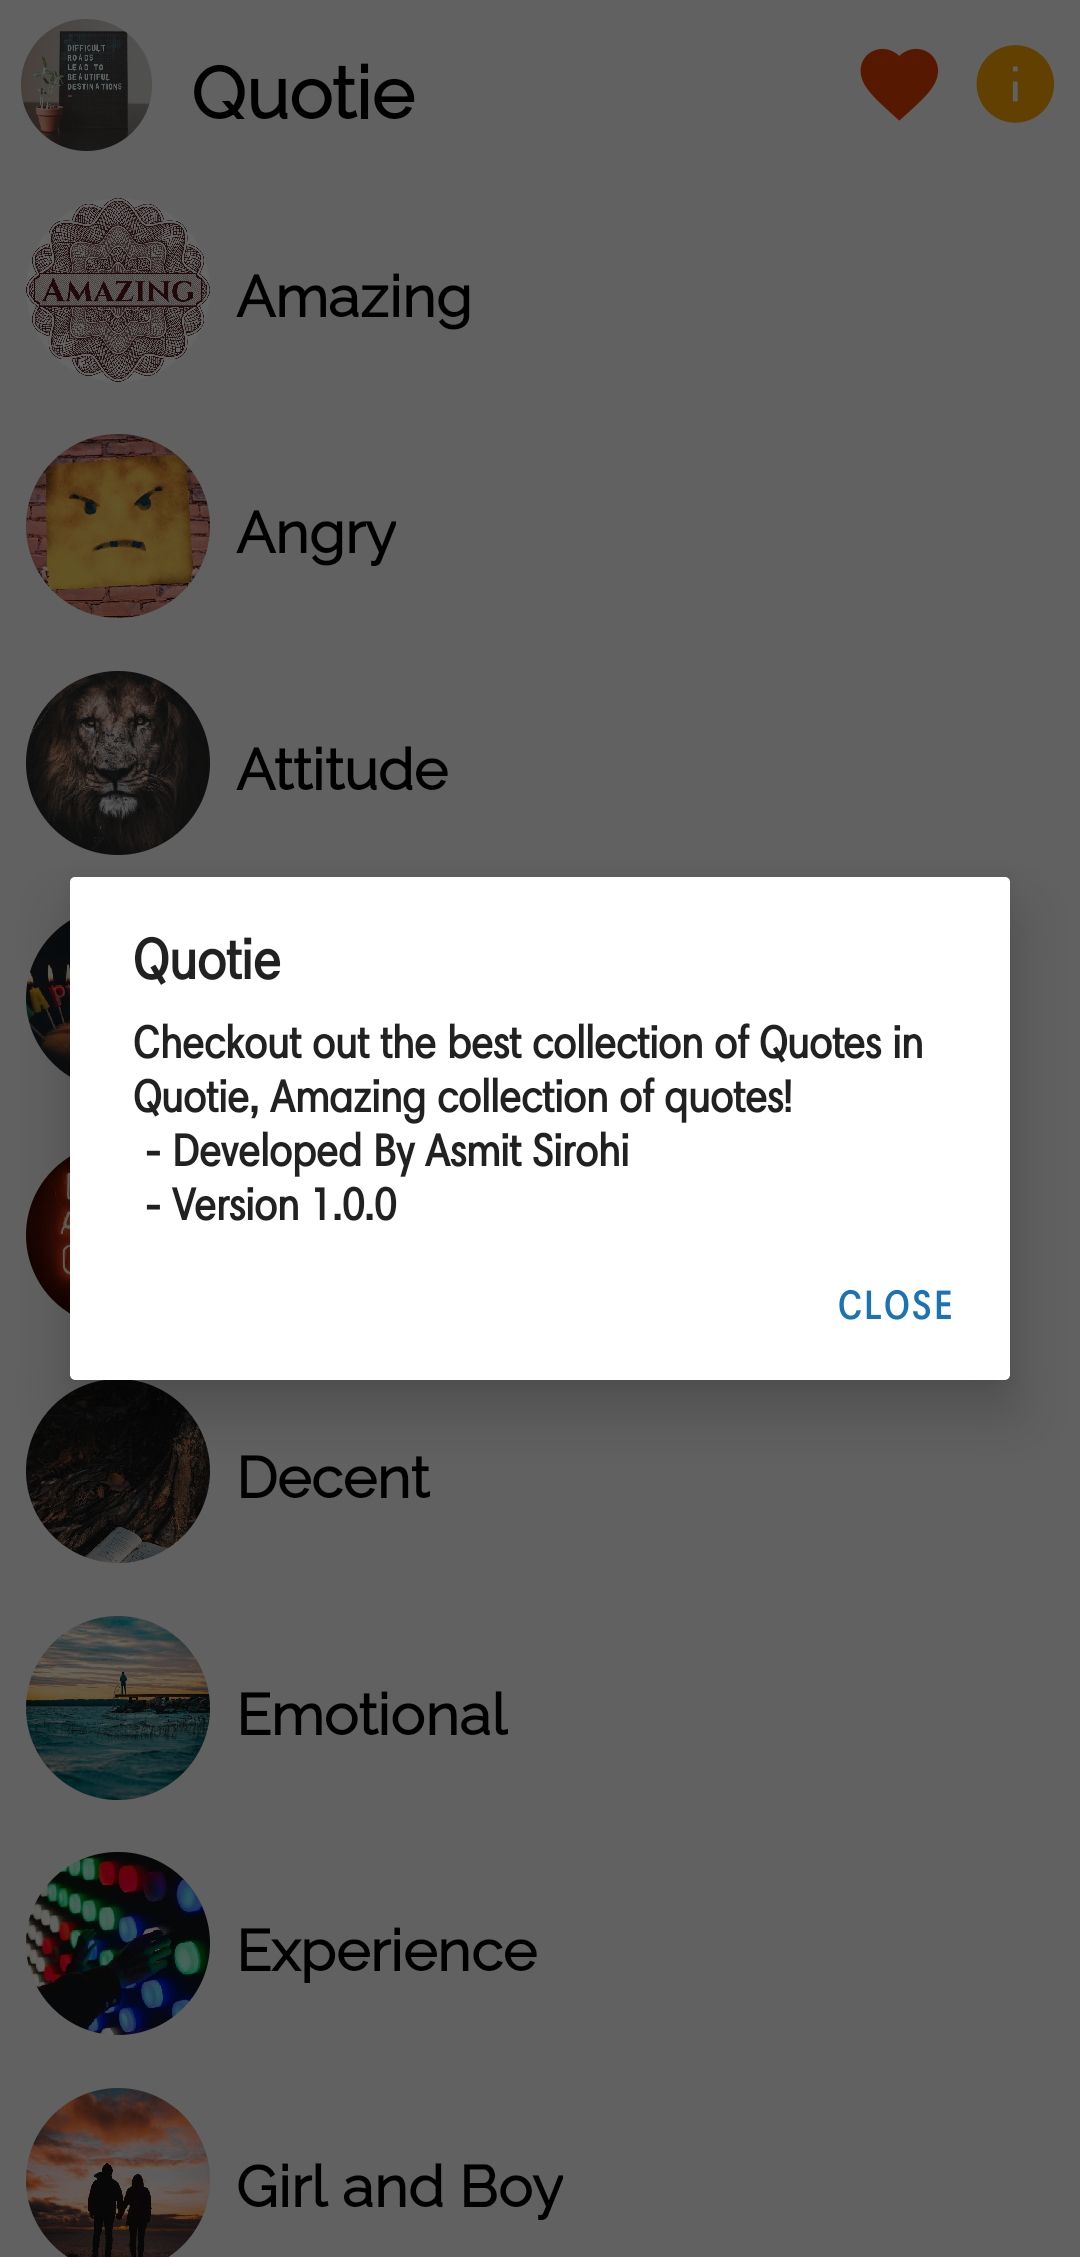 DIFFICULT
ROADS
LEAD TO
BEAUTIFUL
DESTINATIONS
Quotie
i
AMAZING
Amazing
Angry
Attitude
Quotie
Checkout out the best collection of Quotes in
Quotie, Amazing collection of quotes!
- Developed By Asmit Sirohi
- Version 1.0.0
CLOSE
Decent
Emotional
Experience
Girl and Boy